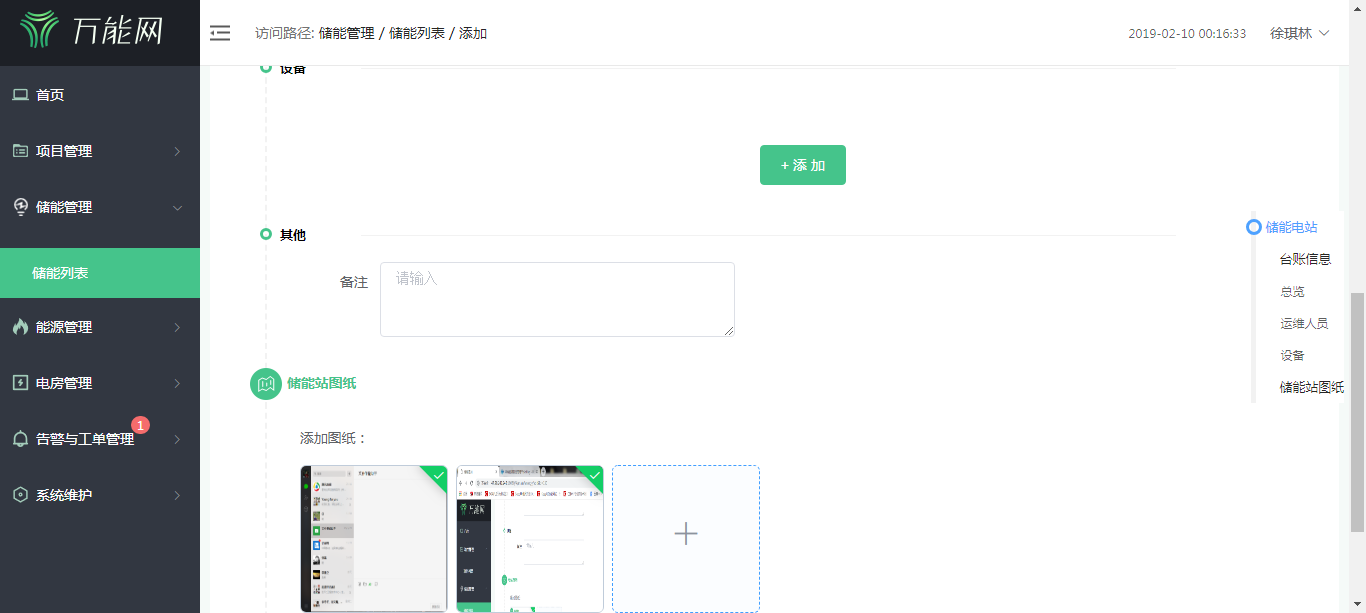 万能网
访问路径: 储能管理 / 储能列表 / 添加
2019-02-10 00:16:33
徐琪林
首页
项目管理
储能管理
储能列表
能源管理
电房管理
告警与工单管理
1
系统维护
设备
+ 添 加
其他
备注
请输入
储能站图纸
添加图纸：
储能电站
台账信息
总览
运维人员
设备
储能站图纸
万能网